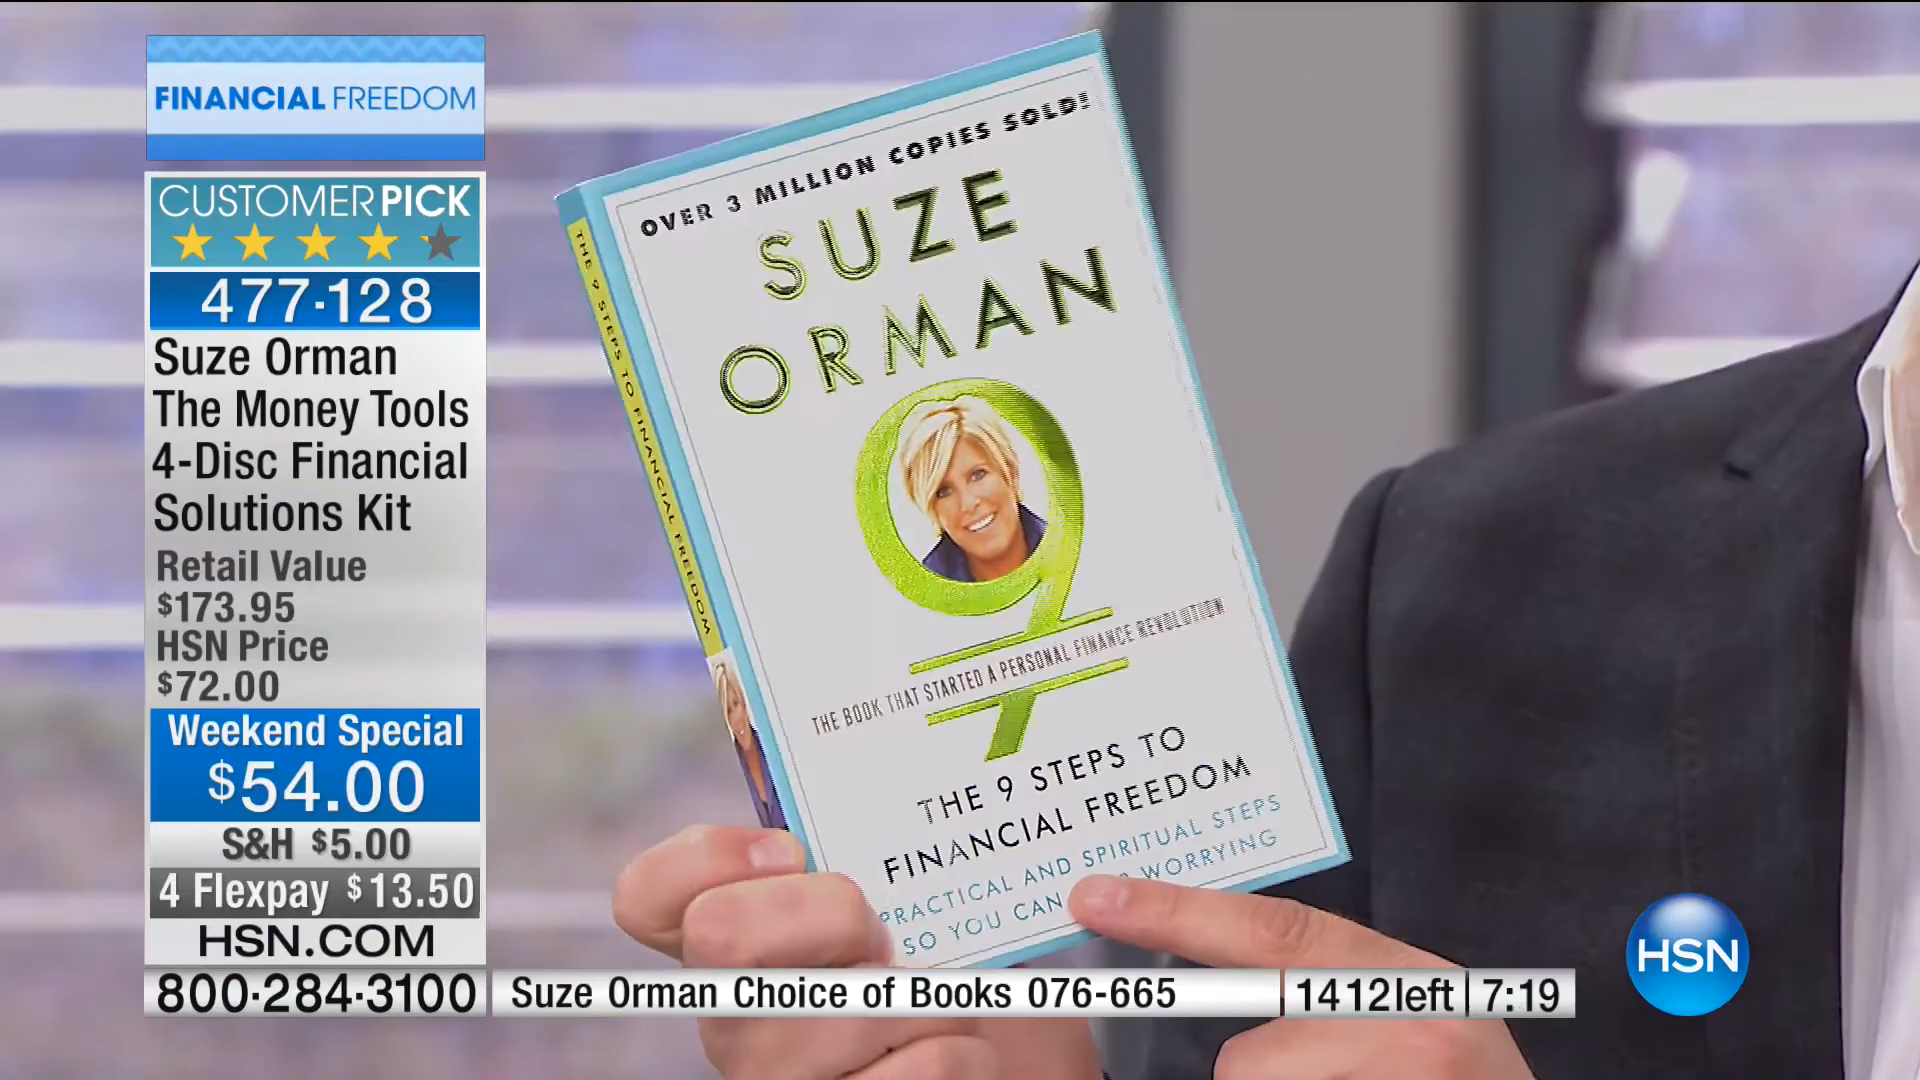 FINANCIAL FREEDOM
CUSTOMER PICK
477·128
Suze Orman
The Money Tools
4-Disc Financial
Solutions Kit
Retail Value
$173.95
HSN Price
$72.00
Weekend Special
$54.00
S&H $5.00
4 Flexpay $13.50
HSN.COM
800·284·3100
Suze Orman Choice of Books 076-665
1412 left
7:19
HSN
OVER 3 MILLION COPIES SOLD!
SUZE
ORMAN
9
THE BOOK THAT STARTED A PERSONAL FINANCE REVOLUTION
THE 9 STEPS TO
FINANCIAL FREEDOM
PRACTICAL AND SPIRITUAL STEPS
SO YOU CAN WORRYING
THE 9 STEPS TO FINANCIAL FREEDOM